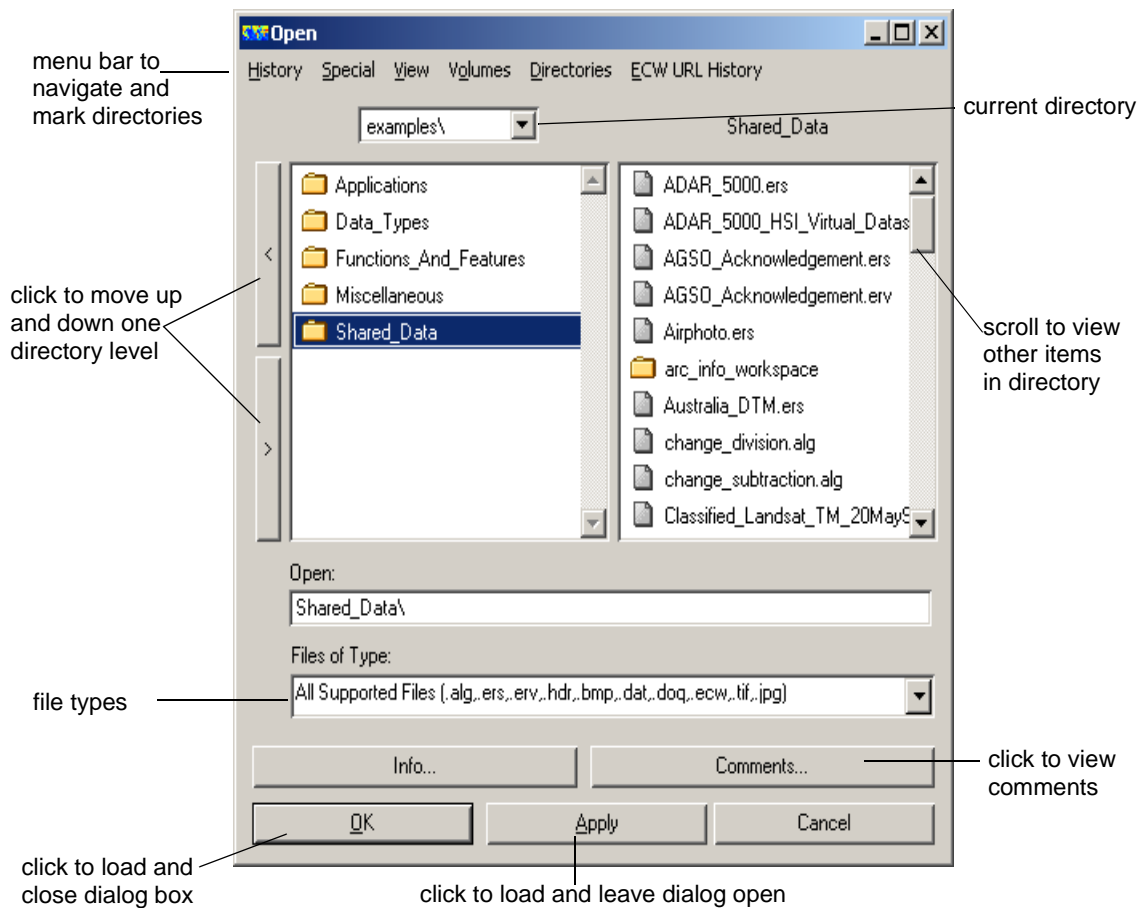 Open
menu bar to
navigate and
mark directories
History Special View Volumes Directories ECW URL History
current directory
examples\
Shared_Data
Applications
Data_Types
Functions_And_Features
Miscellaneous
Shared_Data
ADAR_5000.ers
ADAR_5000_HSI_Virtual_Datas
AGSO_Acknowledgement.ers
AGSO_Acknowledgement.erv
Airphoto.ers
arc_info_workspace
Australia_DTM.ers
change_division.alg
change_subtraction.alg
Classified_Landsat_TM_20May9
<
>
click to move up
and down one
directory level
scroll to view
other items
in directory
Open:
Shared_Data\
Files of Type:
file types
All Supported Files (.alg,.ers,.erv,.hdr,.bmp,.dat,.doq,.ecw,.tif,.jpg)
Info...
Comments...
click to view
comments
OK
Apply
Cancel
click to load and
close dialog box
click to load and leave dialog open